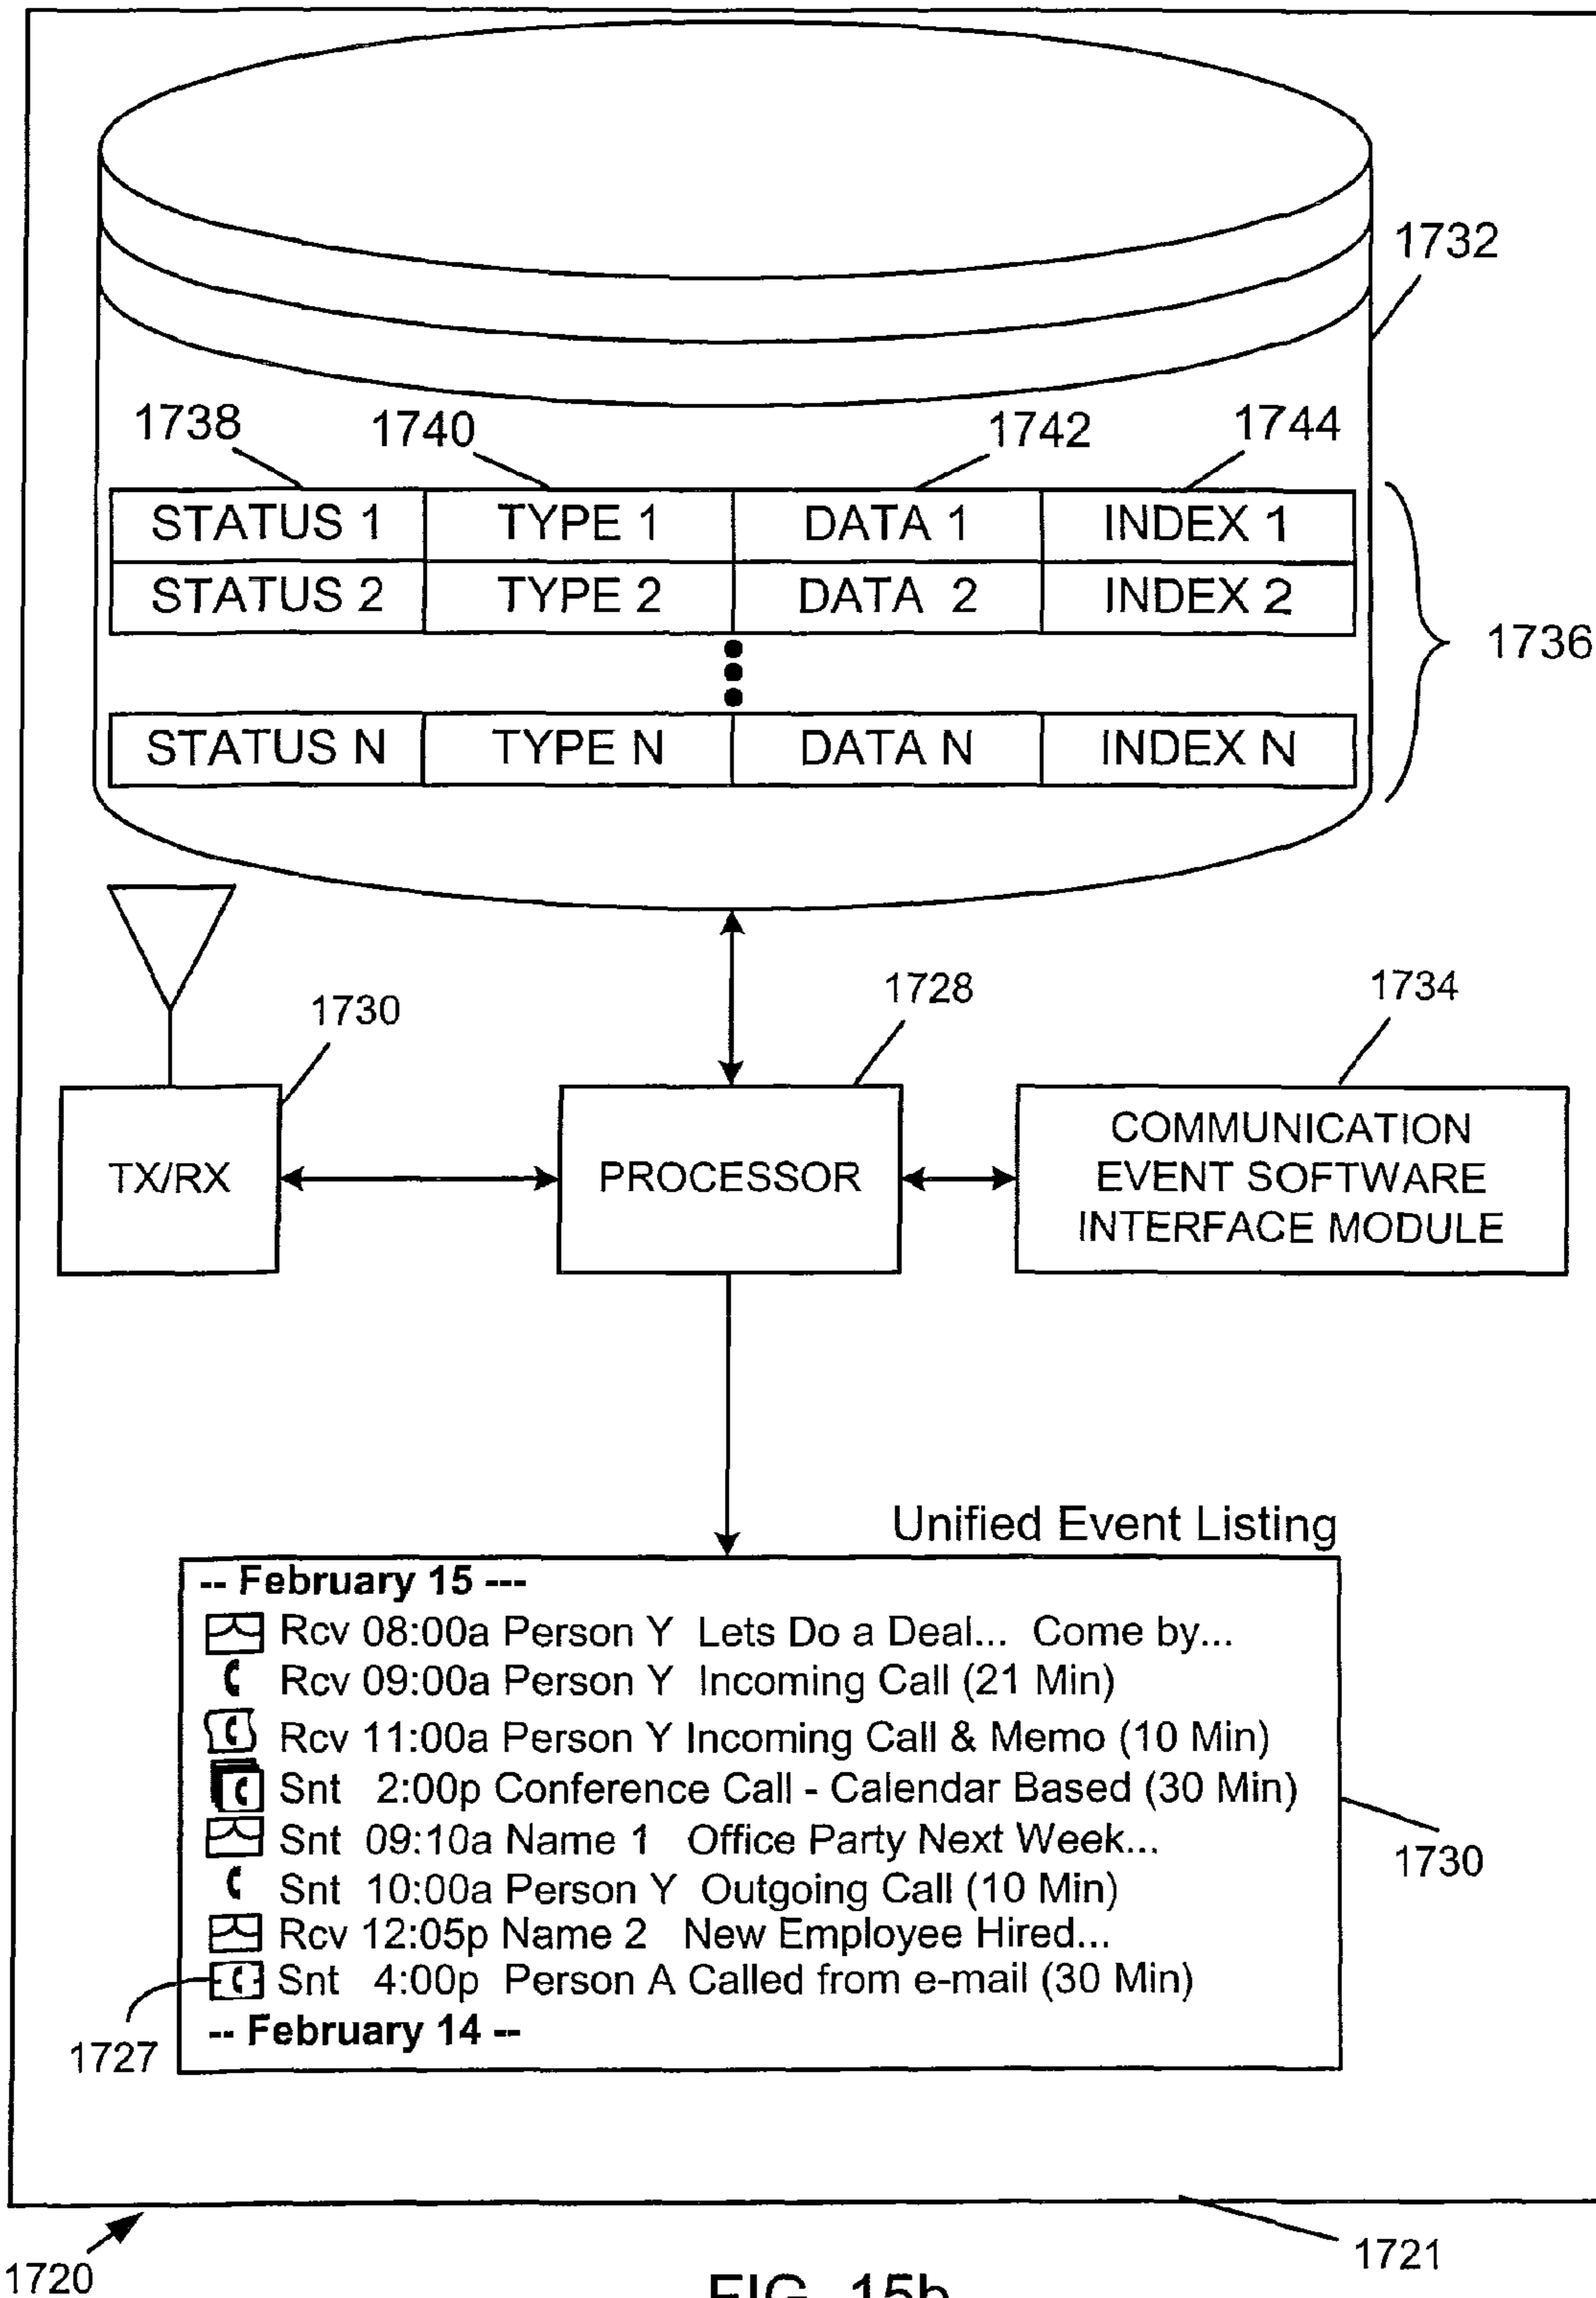 1732
1738 1740 1742 1744
STATUS 1 TYPE 1 DATA 1 INDEX 1
STATUS 2 TYPE 2 DATA 2 INDEX 2
1736
STATUS N TYPE N DATA N INDEX N
1730 1728 1734
TX/RX
PROCESSOR
COMMUNICATION
EVENT SOFTWARE
INTERFACE MODULE
Unified Event Listing
-- February 15 ---
Rcv 08:00a Person Y Lets Do a Deal... Come by...
Rcv 09:00a Person Y Incoming Call (21 Min)
Rcv 11:00a Person Y Incoming Call & Memo (10 Min)
Snt 2:00p Conference Call - Calendar Based (30 Min)
Snt 09:10a Name 1 Office Party Next Week...
1730
Snt 10:00a Person Y Outgoing Call (10 Min)
Rcv 12:05p Name 2 New Employee Hired...
Snt 4:00p Person A Called from e-mail (30 Min)
-- February 14 --
1727
1720
1721
FIG. 15b